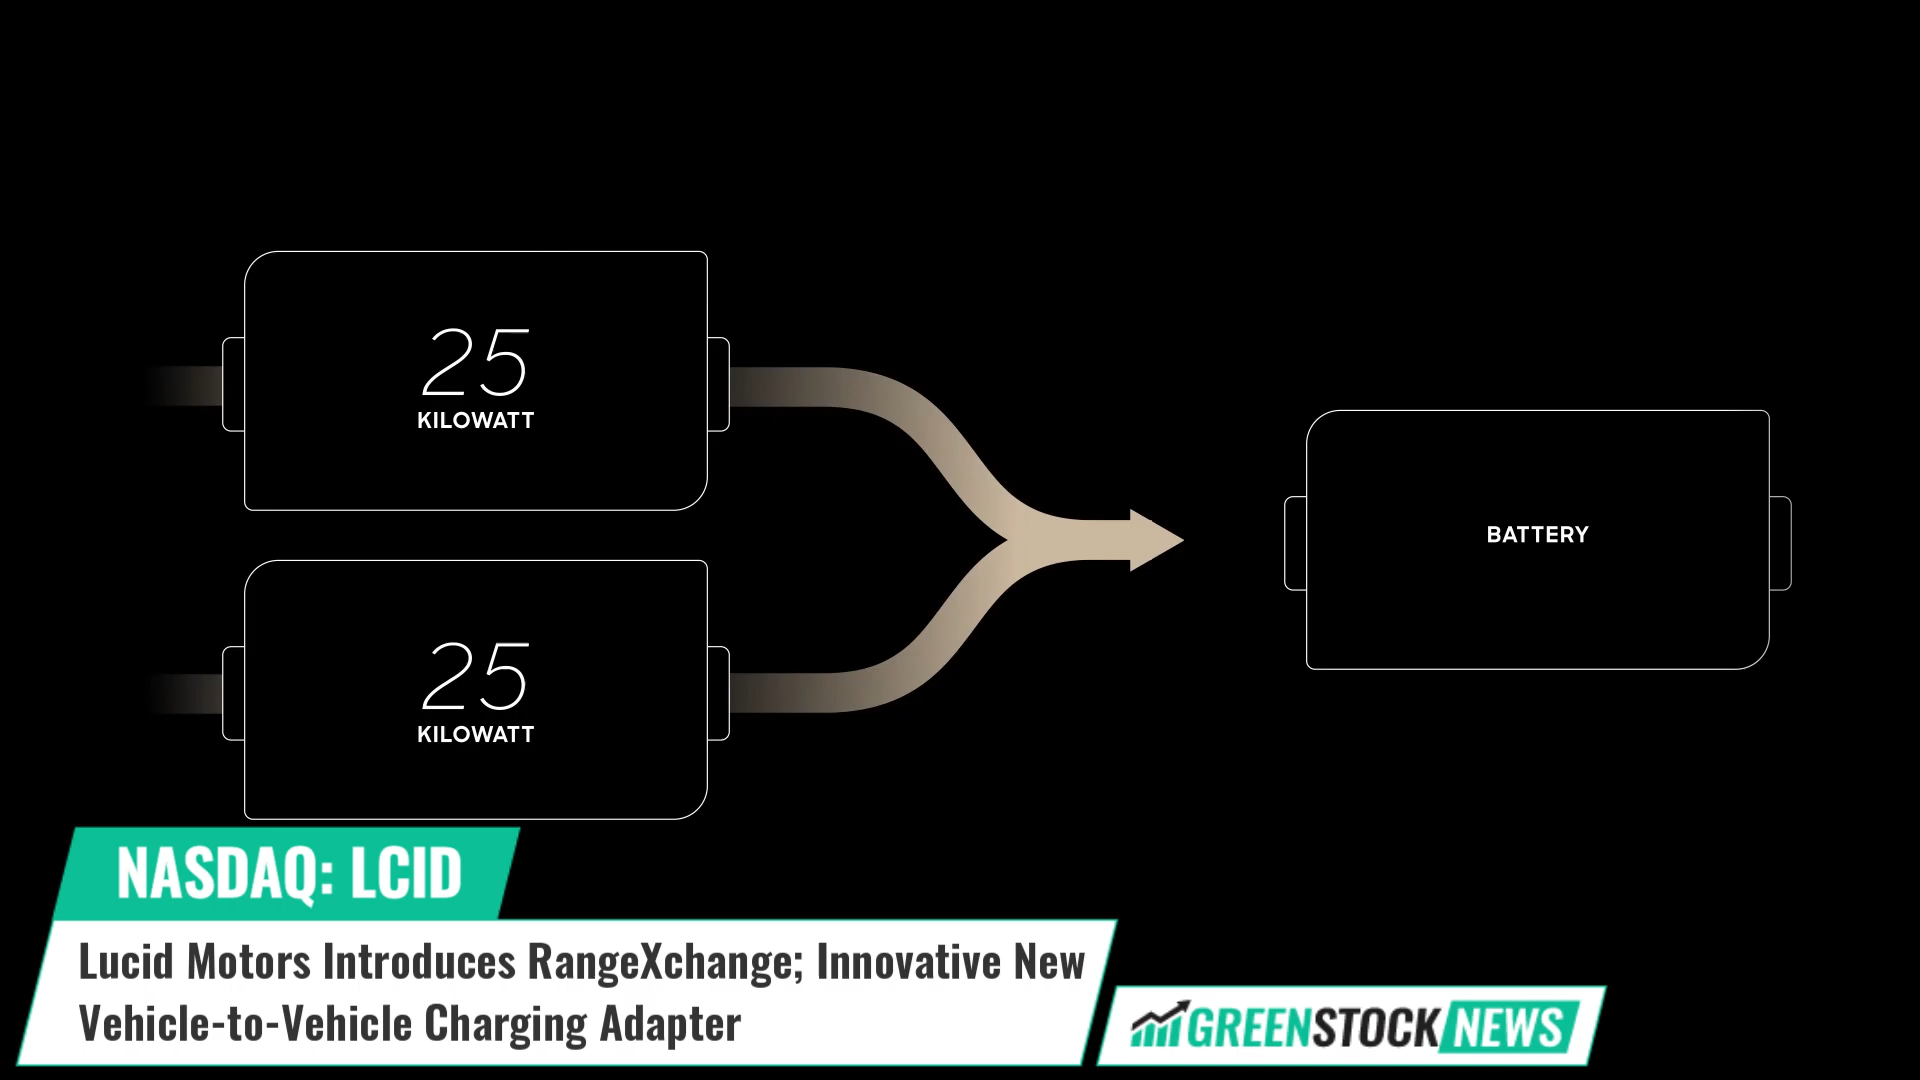 25
KILOWATT
25
KILOWATT
BATTERY
NASDAQ: LCID
Lucid Motors Introduces RangeXchange; Innovative New
Vehicle-to-Vehicle Charging Adapter
GREENSTOCK NEWS